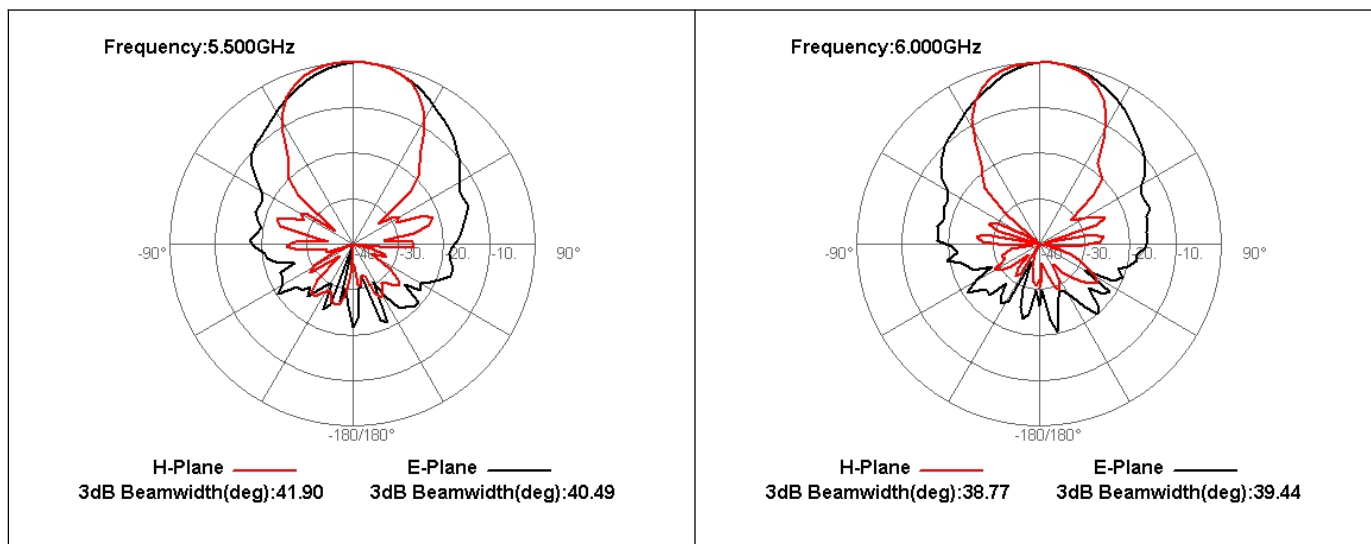 Frequency:5.500GHz
-90°
-40.
-30.
-20.
-10.
90°
-180/180°
H-Plane
E-Plane
3dB Beamwidth(deg):41.90
3dB Beamwidth(deg):40.49
Frequency:6.000GHz
-90°
-40.
-30.
-20.
-10.
90°
-180/180°
H-Plane
E-Plane
3dB Beamwidth(deg):38.77
3dB Beamwidth(deg):39.44